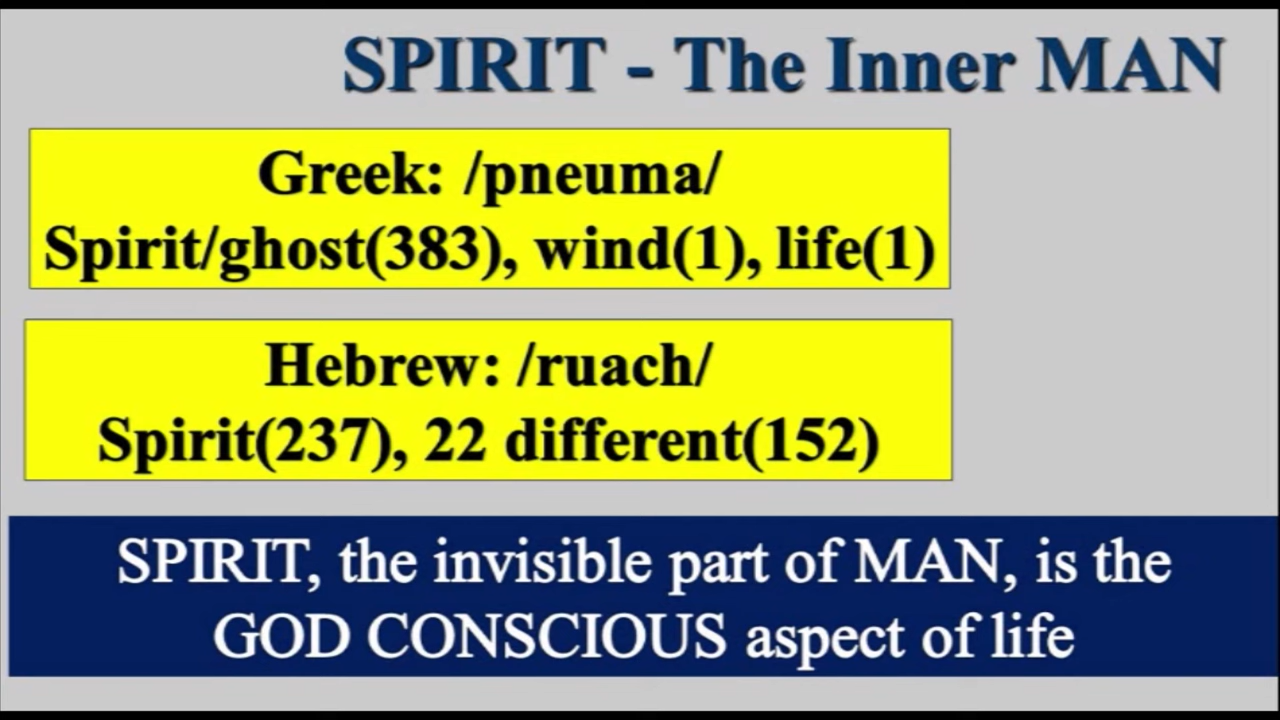 SPIRIT - The Inner MAN
Greek: /pneuma/
Spirit/ghost(383), wind(1), life(1)
Hebrew: /ruach/
Spirit(237), 22 different(152)
SPIRIT, the invisible part of MAN, is the
GOD CONSCIOUS aspect of life